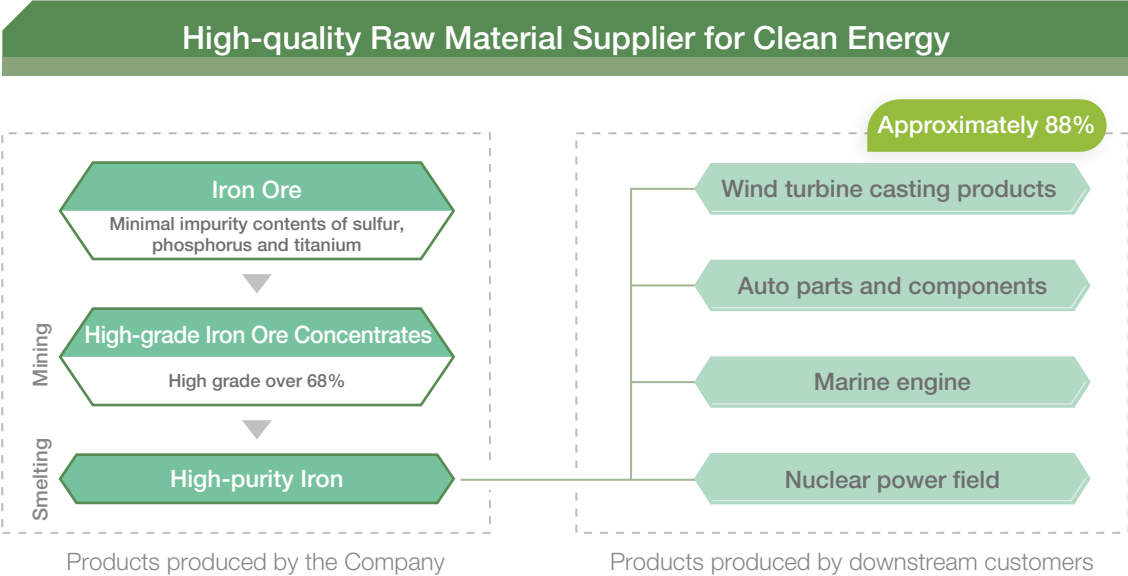 High-quality Raw Material Supplier for Clean Energy
Iron Ore
Minimal impurity contents of sulfur,
phosphorus and titanium
Mining
High-grade Iron Ore Concentrates
High grade over 68%
Smelting
High-purity Iron
Products produced by the Company
Approximately 88%
Wind turbine casting products
Auto parts and components
Marine engine
Nuclear power field
Products produced by downstream customers